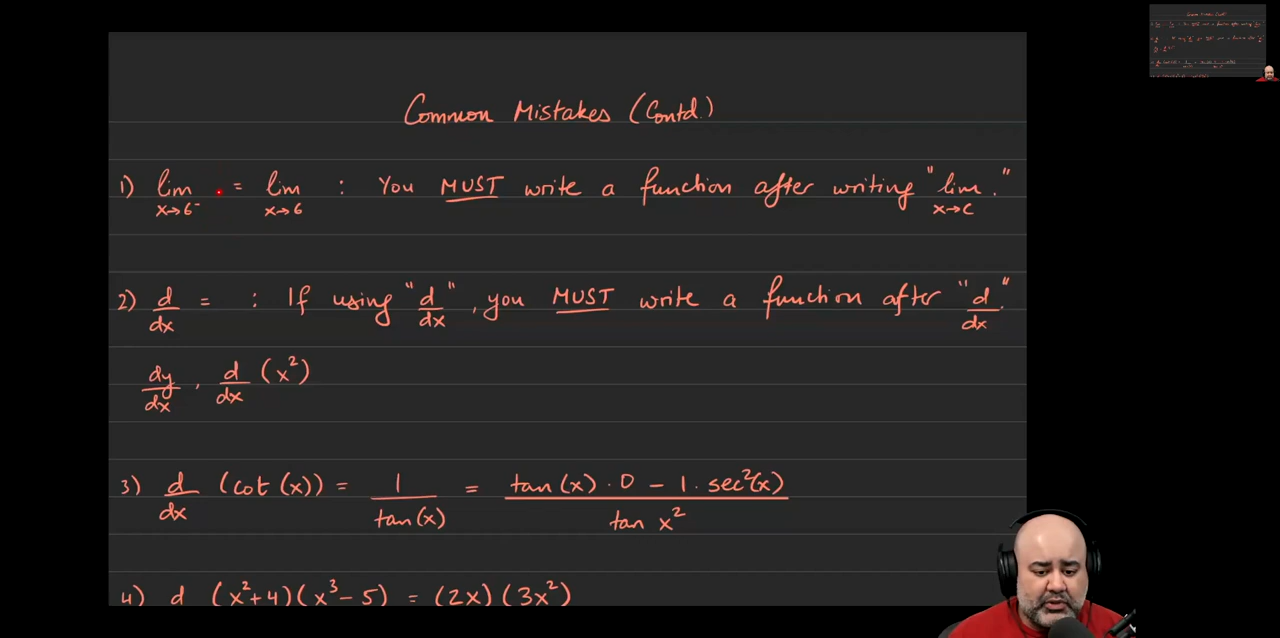 Common Mistakes (Contd.)
1) lim x→6⁻ = lim x→6 : You MUST write a function after writing "lim x→c."
2) d/dx = : If using "d/dx", you MUST write a function after "d/dx."
dy/dx , d/dx (x²)
3) d/dx (cot(x)) = 1/tan(x) = (tan(x) · 0 − 1 · sec²(x))/(tan x²)
4) d (x²+4)(x³−5) = (2x)(3x²)